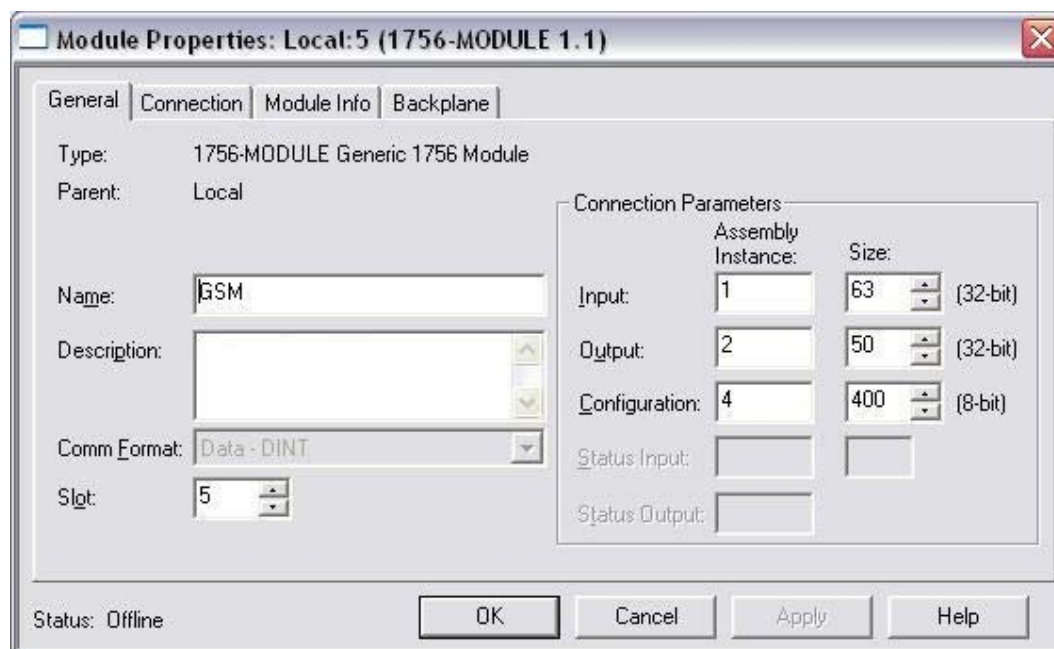 Module Properties: Local:5 (1756-MODULE 1.1)
General Connection Module Info Backplane
Type: 1756-MODULE Generic 1756 Module
Parent: Local
Name: GSM
Description:
Comm Format: Data - DINT
Slot: 5
Connection Parameters
Assembly
Instance: Size:
Input: 1 63 (32-bit)
Output: 2 50 (32-bit)
Configuration: 4 400 (8-bit)
Status Input:
Status Output:
Status: Offline
OK Cancel Apply Help